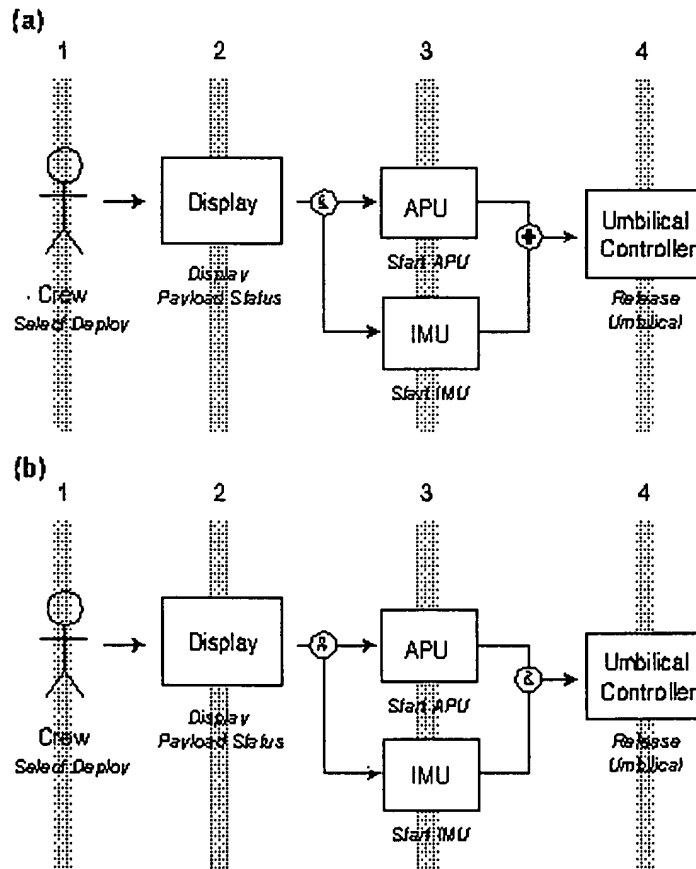 (a)
1 2 3 4
Display
APU
Umbilical
Controller
Start APU
Display
Payload Status
Crew
Select Deploy
IMU
Release
Umbilical
Start IMU
(b)
1 2 3 4
Display
APU
Umbilical
Controller
Start APU
Display
Payload Status
Crew
Select Deploy
IMU
Release
Umbilical
Start IMU